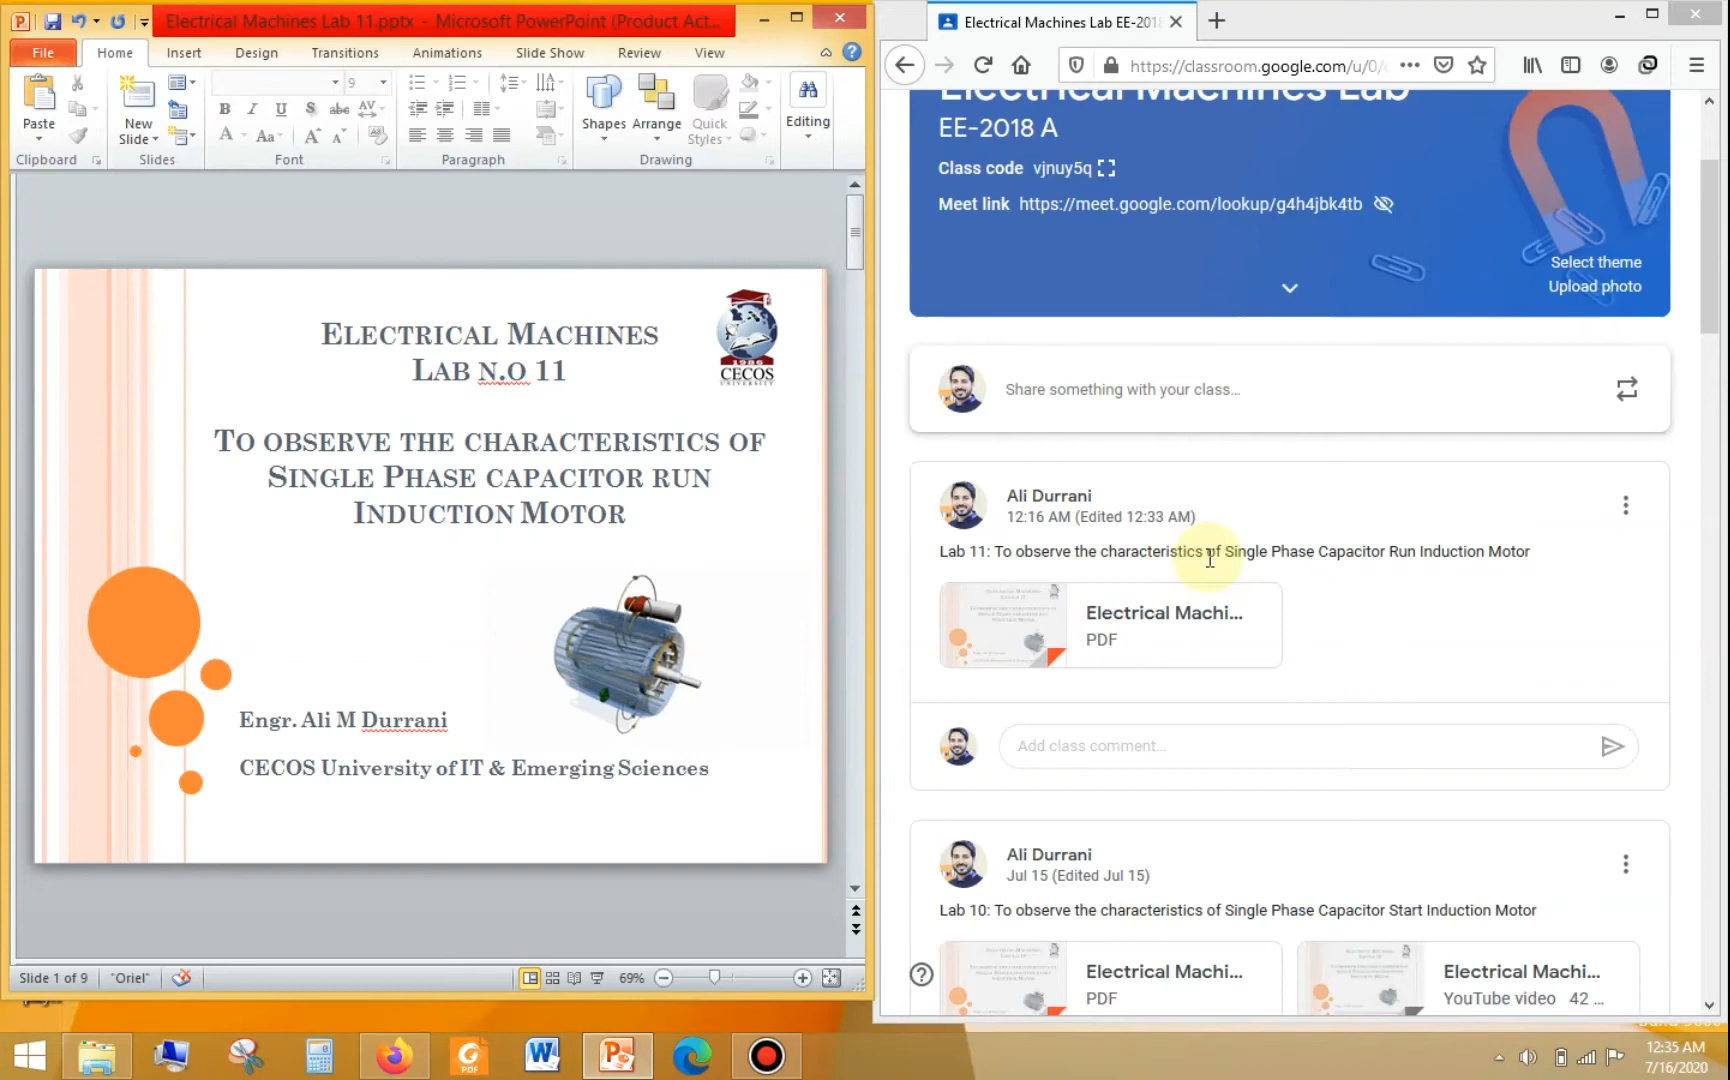 Electrical Machines Lab 11.pptx - Microsoft PowerPoint (Product Act...
File
Home
Insert
Design
Transitions
Animations
Slide Show
Review
View
Paste
New
Slide
9
Shapes
Arrange
Quick
Styles
Editing
Clipboard
Slides
Font
Paragraph
Drawing
ELECTRICAL MACHINES
LAB N.O 11
CECOS
UNIVERSITY
TO OBSERVE THE CHARACTERISTICS OF
SINGLE PHASE CAPACITOR RUN
INDUCTION MOTOR
Engr. Ali M Durrani
CECOS University of IT & Emerging Sciences
Slide 1 of 9
"Oriel"
69%
Electrical Machines Lab EE-201
https://classroom.google.com/u/0/
Electrical Machines Lab
EE-2018 A
Class code vjnuy5q
Meet link https://meet.google.com/lookup/g4h4jbk4tb
Select theme
Upload photo
Share something with your class...
Ali Durrani
12:16 AM (Edited 12:33 AM)
Lab 11: To observe the characteristics of Single Phase Capacitor Run Induction Motor
Electrical Machi...
PDF
Add class comment...
Ali Durrani
Jul 15 (Edited Jul 15)
Lab 10: To observe the characteristics of Single Phase Capacitor Start Induction Motor
Electrical Machi...
PDF
Electrical Machi...
YouTube video 42 ...
12:35 AM
7/16/2020